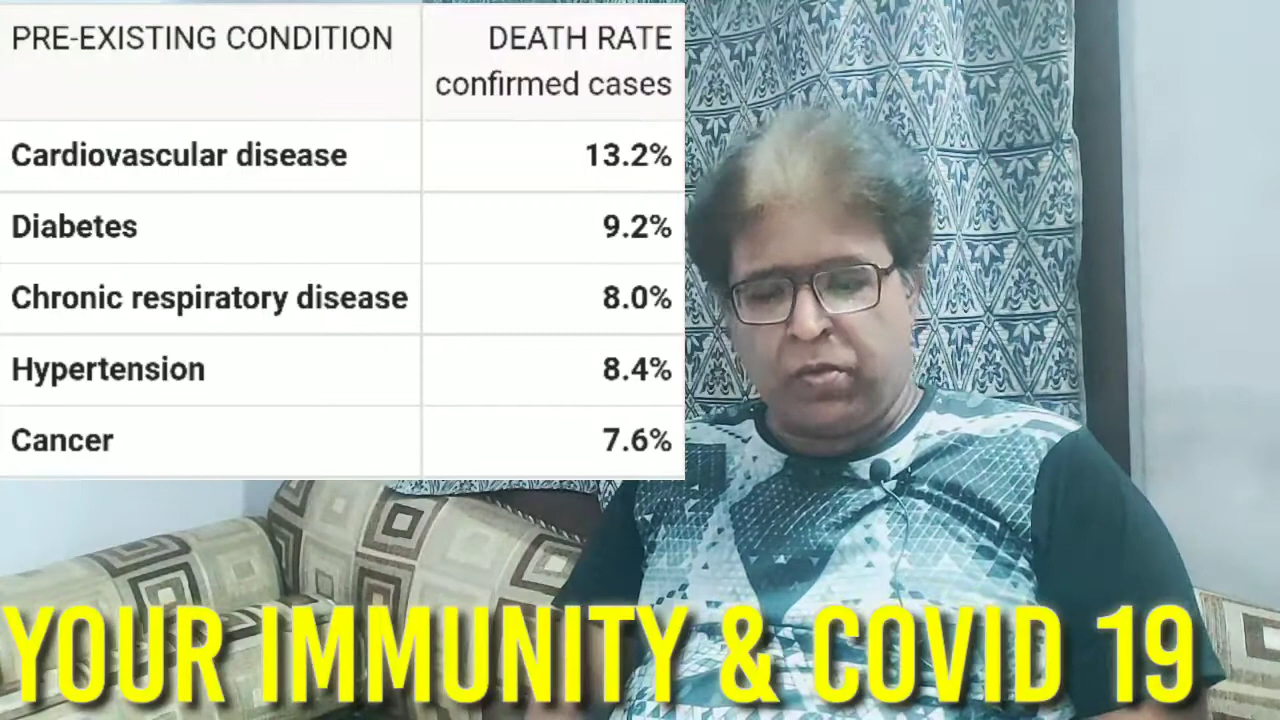 PRE-EXISTING CONDITION DEATH RATE
confirmed cases
Cardiovascular disease 13.2%
Diabetes 9.2%
Chronic respiratory disease 8.0%
Hypertension 8.4%
Cancer 7.6%
YOUR IMMUNITY & COVID 19